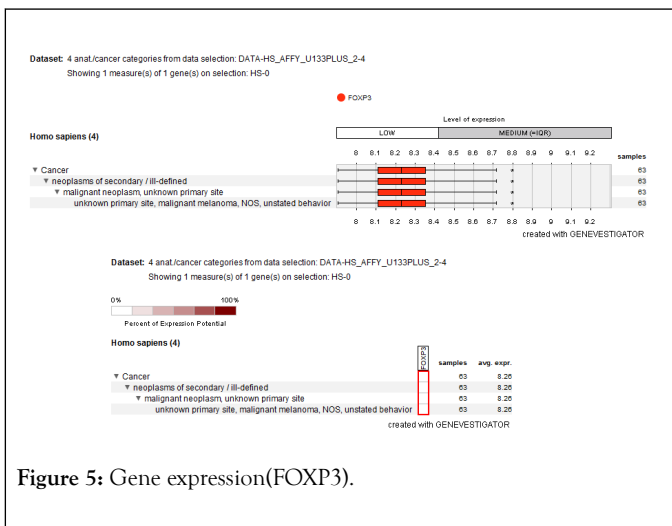 Dataset: 4 anat./cancer categories from data selection: DATA-HS_AFFY_U133PLUS_2-4
Showing 1 measure(s) of 1 gene(s) on selection: HS-0
FOXP3
Level of expression
Homo sapiens (4) LOW MEDIUM (=IQR)
8 8.1 8.2 8.3 8.4 8.5 8.6 8.7 8.8 8.9 9 9.1 9.2 samples
▼ Cancer 63
▼ neoplasms of secondary / ill-defined 63
▼ malignant neoplasm, unknown primary site 63
unknown primary site, malignant melanoma, NOS, unstated behavior 63
8 8.1 8.2 8.3 8.4 8.5 8.6 8.7 8.8 8.9 9 9.1 9.2
created with GENEVESTIGATOR
Dataset: 4 anat./cancer categories from data selection: DATA-HS_AFFY_U133PLUS_2-4
Showing 1 measure(s) of 1 gene(s) on selection: HS-0
0% 100%
Percent of Expression Potential
Homo sapiens (4) FOXP3 samples avg. expr.
▼ Cancer 63 8.26
▼ neoplasms of secondary / ill-defined 63 8.26
▼ malignant neoplasm, unknown primary site 63 8.26
unknown primary site, malignant melanoma, NOS, unstated behavior 63 8.26
created with GENEVESTIGATOR
Figure 5: Gene expression(FOXP3).